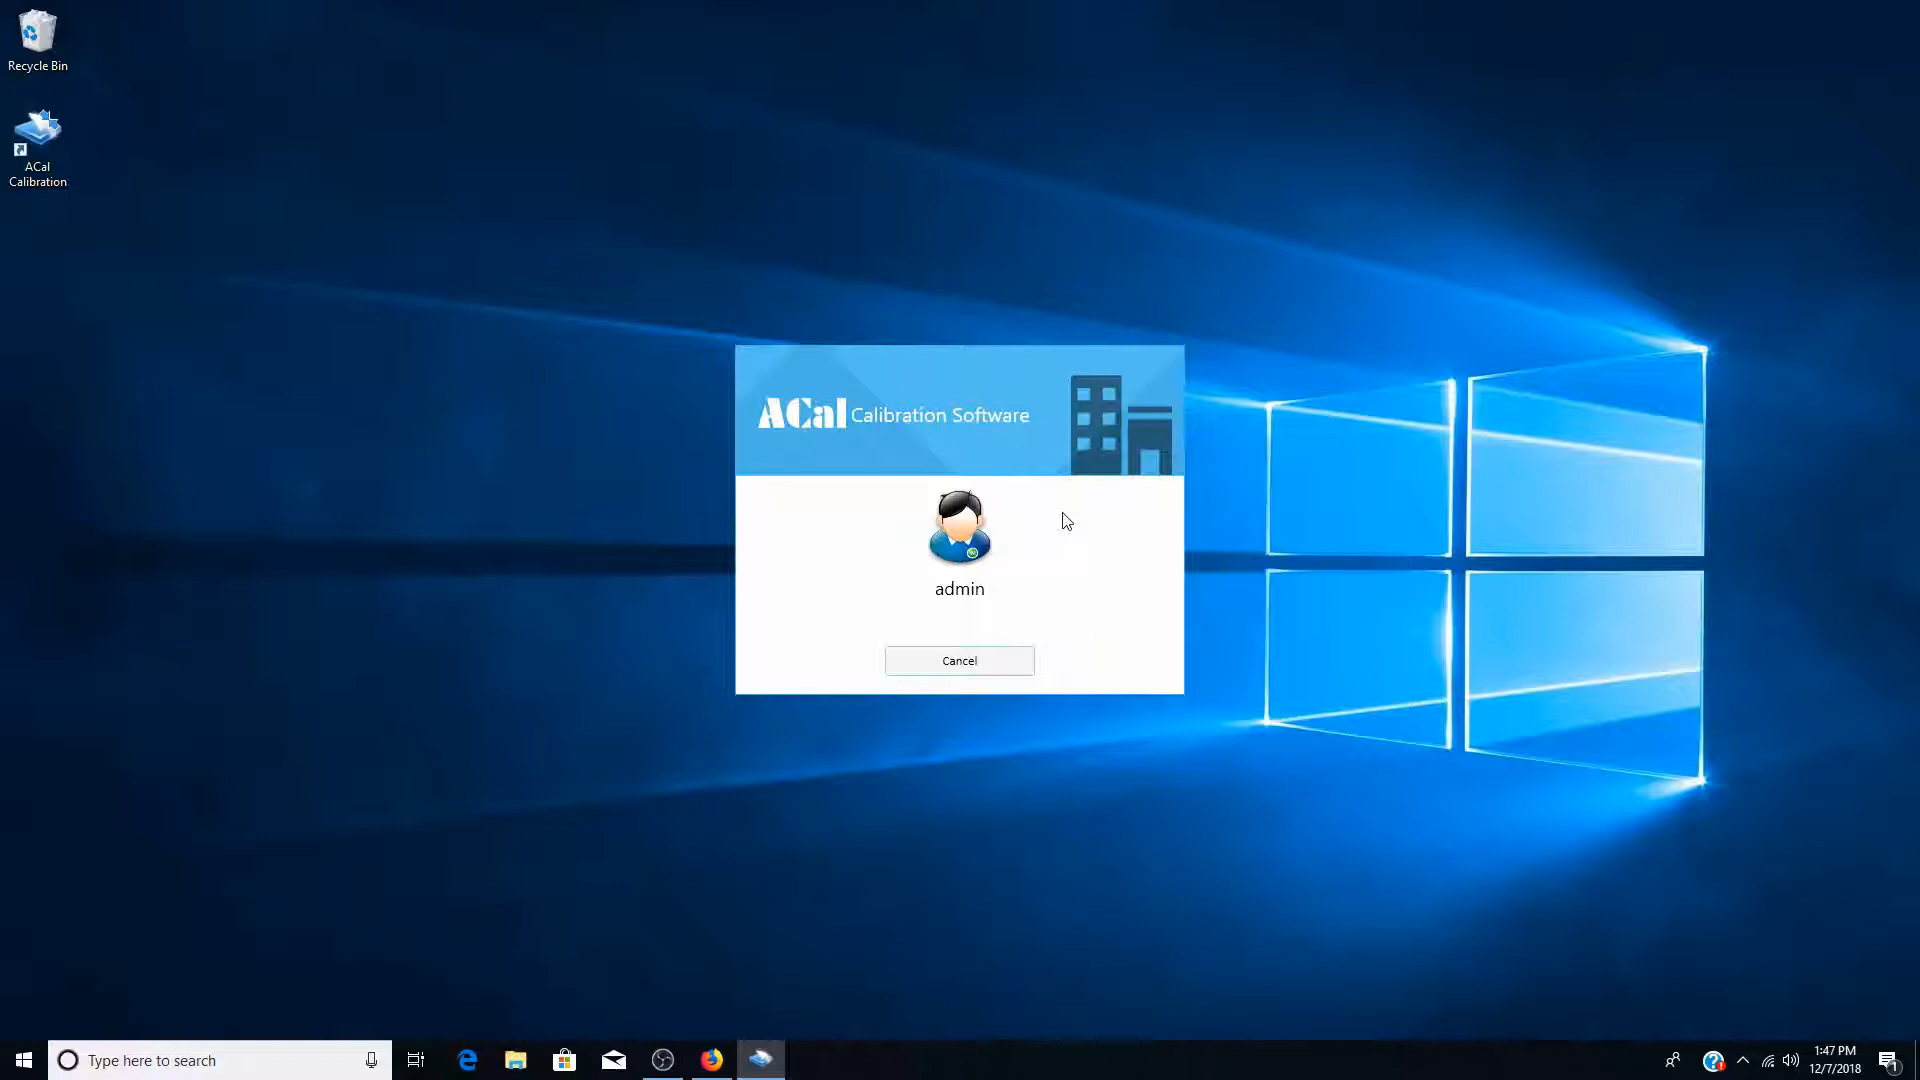 Recycle Bin
ACal
Calibration
ACal Calibration Software
admin
Cancel
Type here to search
1:47 PM
12/7/2018
1